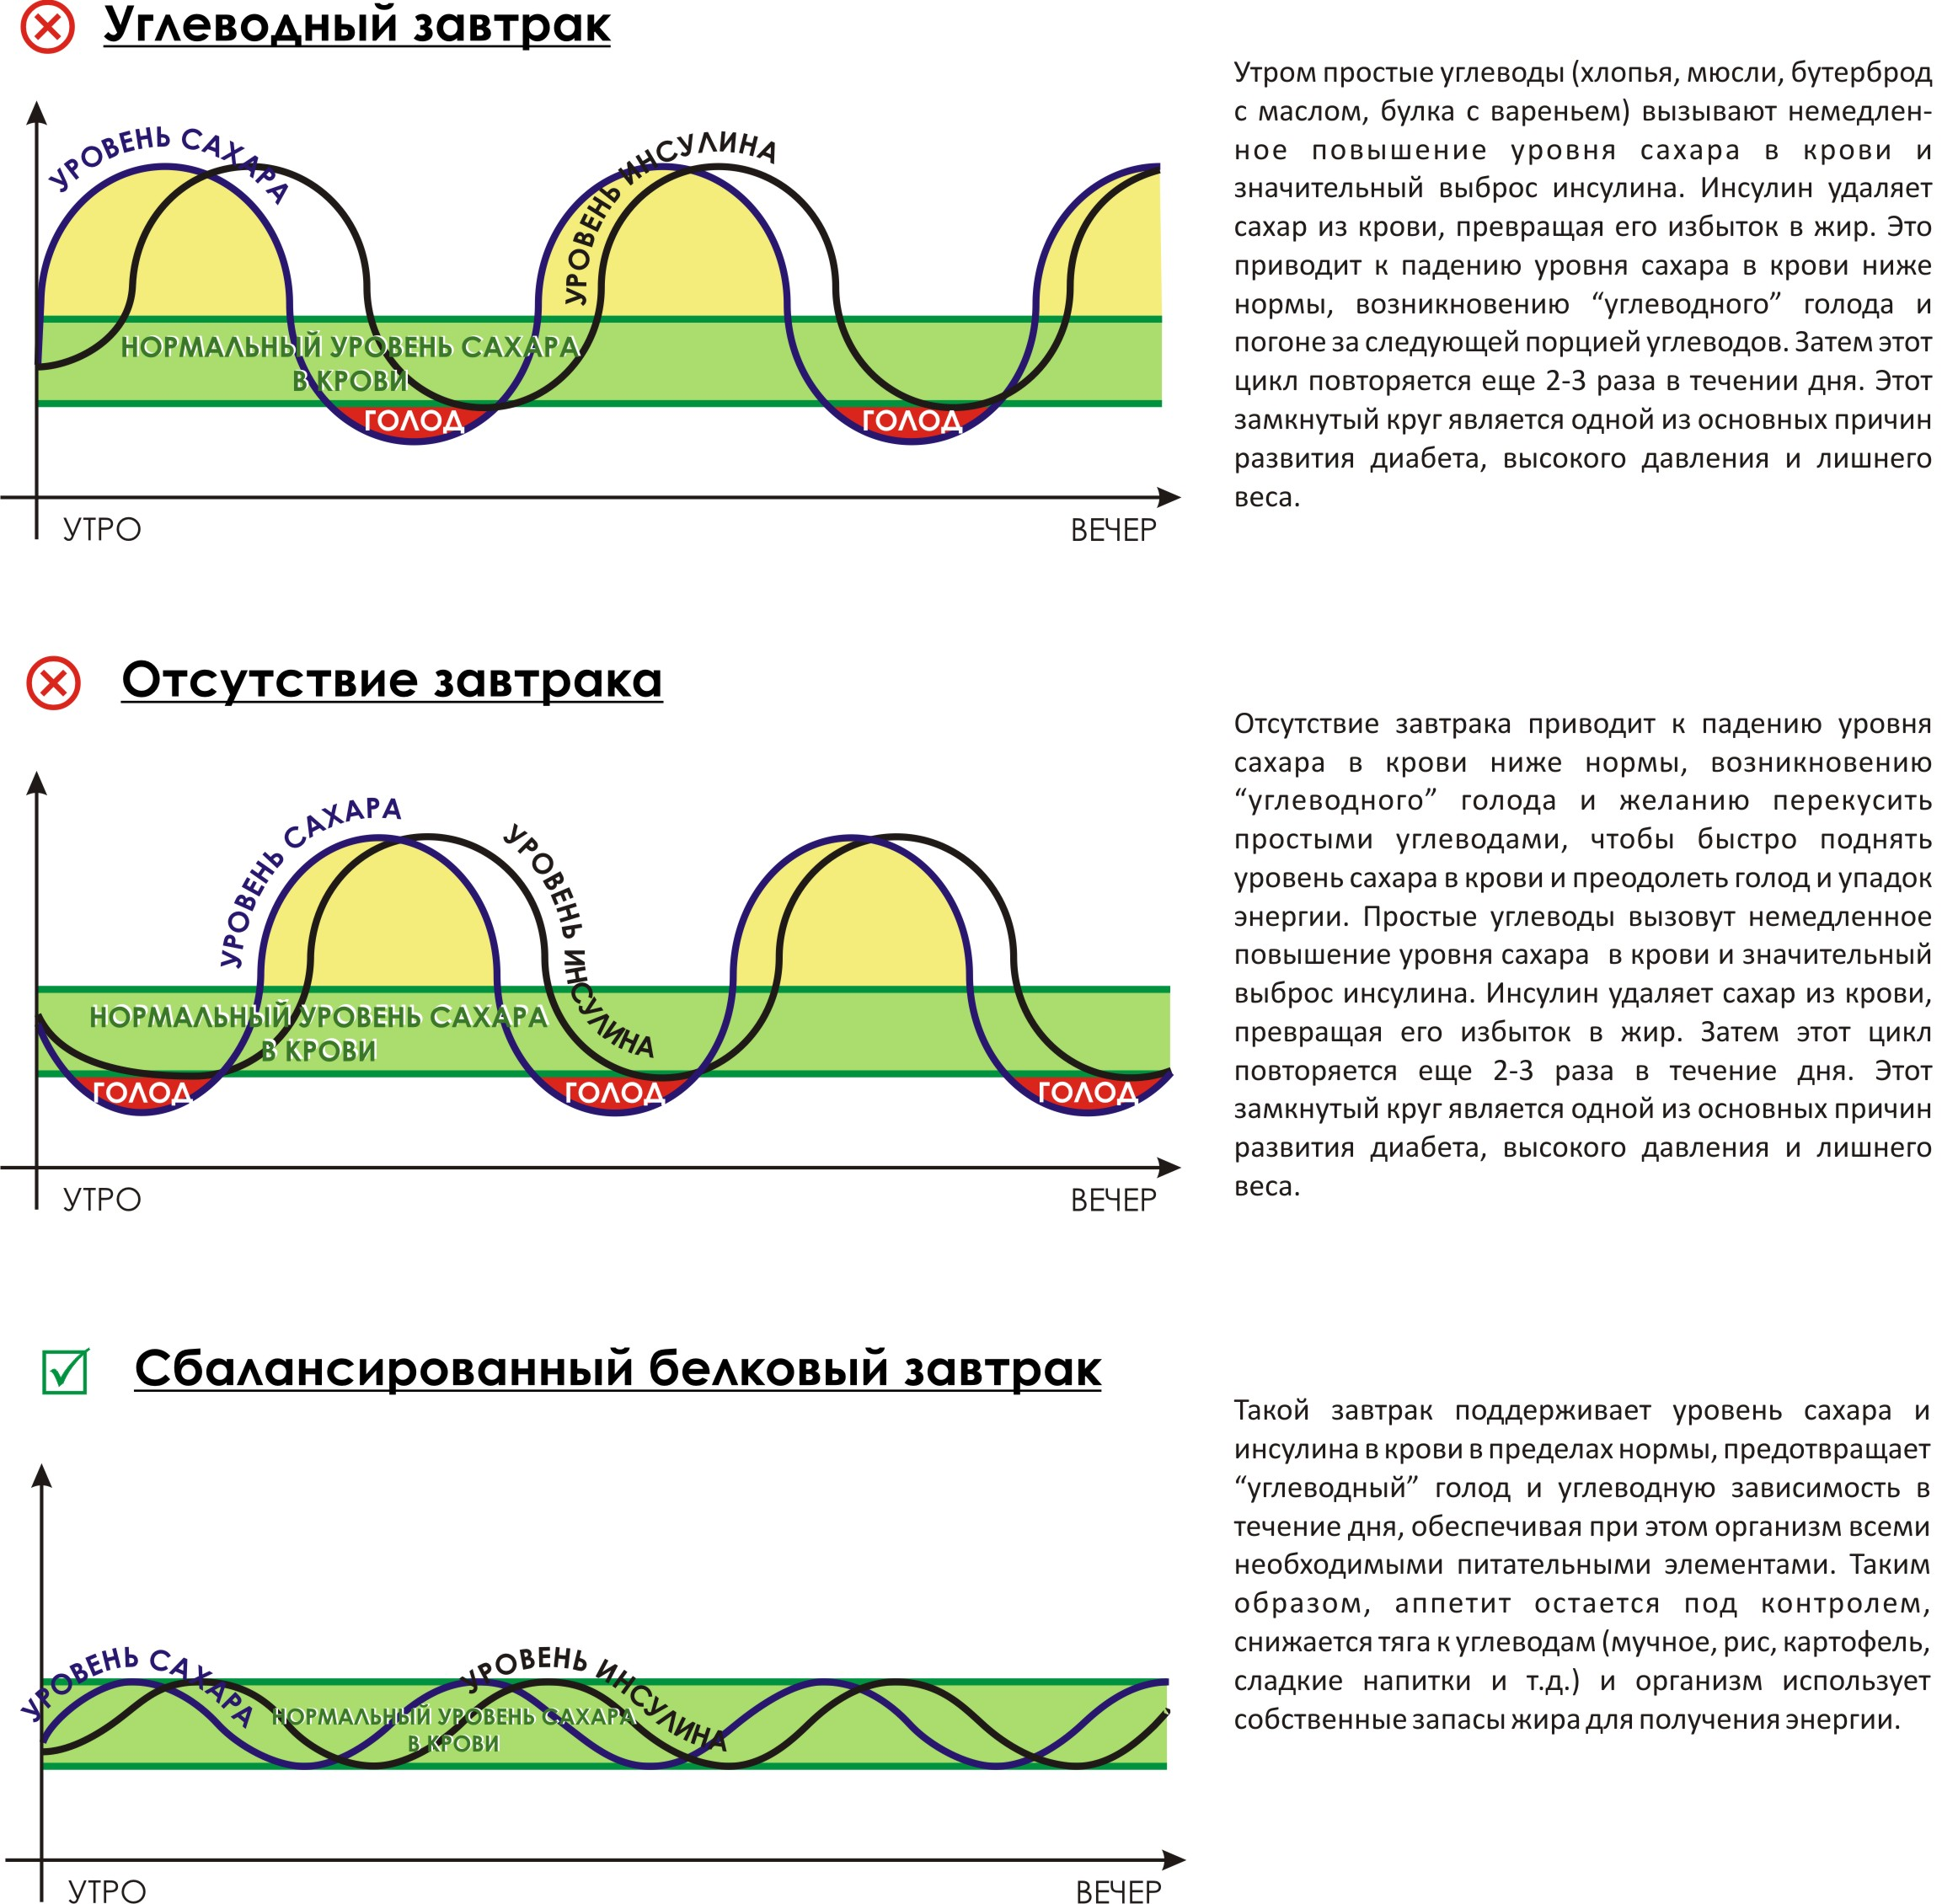 Углеводный завтрак
УРОВЕНЬ САХАРА
УРОВЕНЬ ИНСУЛИНА
НОРМАЛЬНЫЙ УРОВЕНЬ САХАРА
В КРОВИ
ГОЛОД
ГОЛОД
УТРО
ВЕЧЕР
Утром простые углеводы (хлопья, мюсли, бутерброд
с маслом, булка с вареньем) вызывают немедлен-
ное повышение уровня сахара в крови и
значительный выброс инсулина. Инсулин удаляет
сахар из крови, превращая его избыток в жир. Это
приводит к падению уровня сахара в крови ниже
нормы, возникновению “углеводного” голода и
погоне за следующей порцией углеводов. Затем этот
цикл повторяется еще 2-3 раза в течении дня. Этот
замкнутый круг является одной из основных причин
развития диабета, высокого давления и лишнего
веса.
Отсутствие завтрака
УРОВЕНЬ САХАРА
УРОВЕНЬ ИНСУЛИНА
НОРМАЛЬНЫЙ УРОВЕНЬ САХАРА
В КРОВИ
ГОЛОД
ГОЛОД
ГОЛОД
УТРО
ВЕЧЕР
Отсутствие завтрака приводит к падению уровня
сахара в крови ниже нормы, возникновению
“углеводного” голода и желанию перекусить
простыми углеводами, чтобы быстро поднять
уровень сахара в крови и преодолеть голод и упадок
энергии. Простые углеводы вызовут немедленное
повышение уровня сахара в крови и значительный
выброс инсулина. Инсулин удаляет сахар из крови,
превращая его избыток в жир. Затем этот цикл
повторяется еще 2-3 раза в течение дня. Этот
замкнутый круг является одной из основных причин
развития диабета, высокого давления и лишнего
веса.
Сбалансированный белковый завтрак
УРОВЕНЬ САХАРА
УРОВЕНЬ ИНСУЛИНА
НОРМАЛЬНЫЙ УРОВЕНЬ САХАРА
В КРОВИ
УТРО
ВЕЧЕР
Такой завтрак поддерживает уровень сахара и
инсулина в крови в пределах нормы, предотвращает
“углеводный” голод и углеводную зависимость в
течение дня, обеспечивая при этом организм всеми
необходимыми питательными элементами. Таким
образом, аппетит остается под контролем,
снижается тяга к углеводам (мучное, рис, картофель,
сладкие напитки и т.д.) и организм использует
собственные запасы жира для получения энергии.